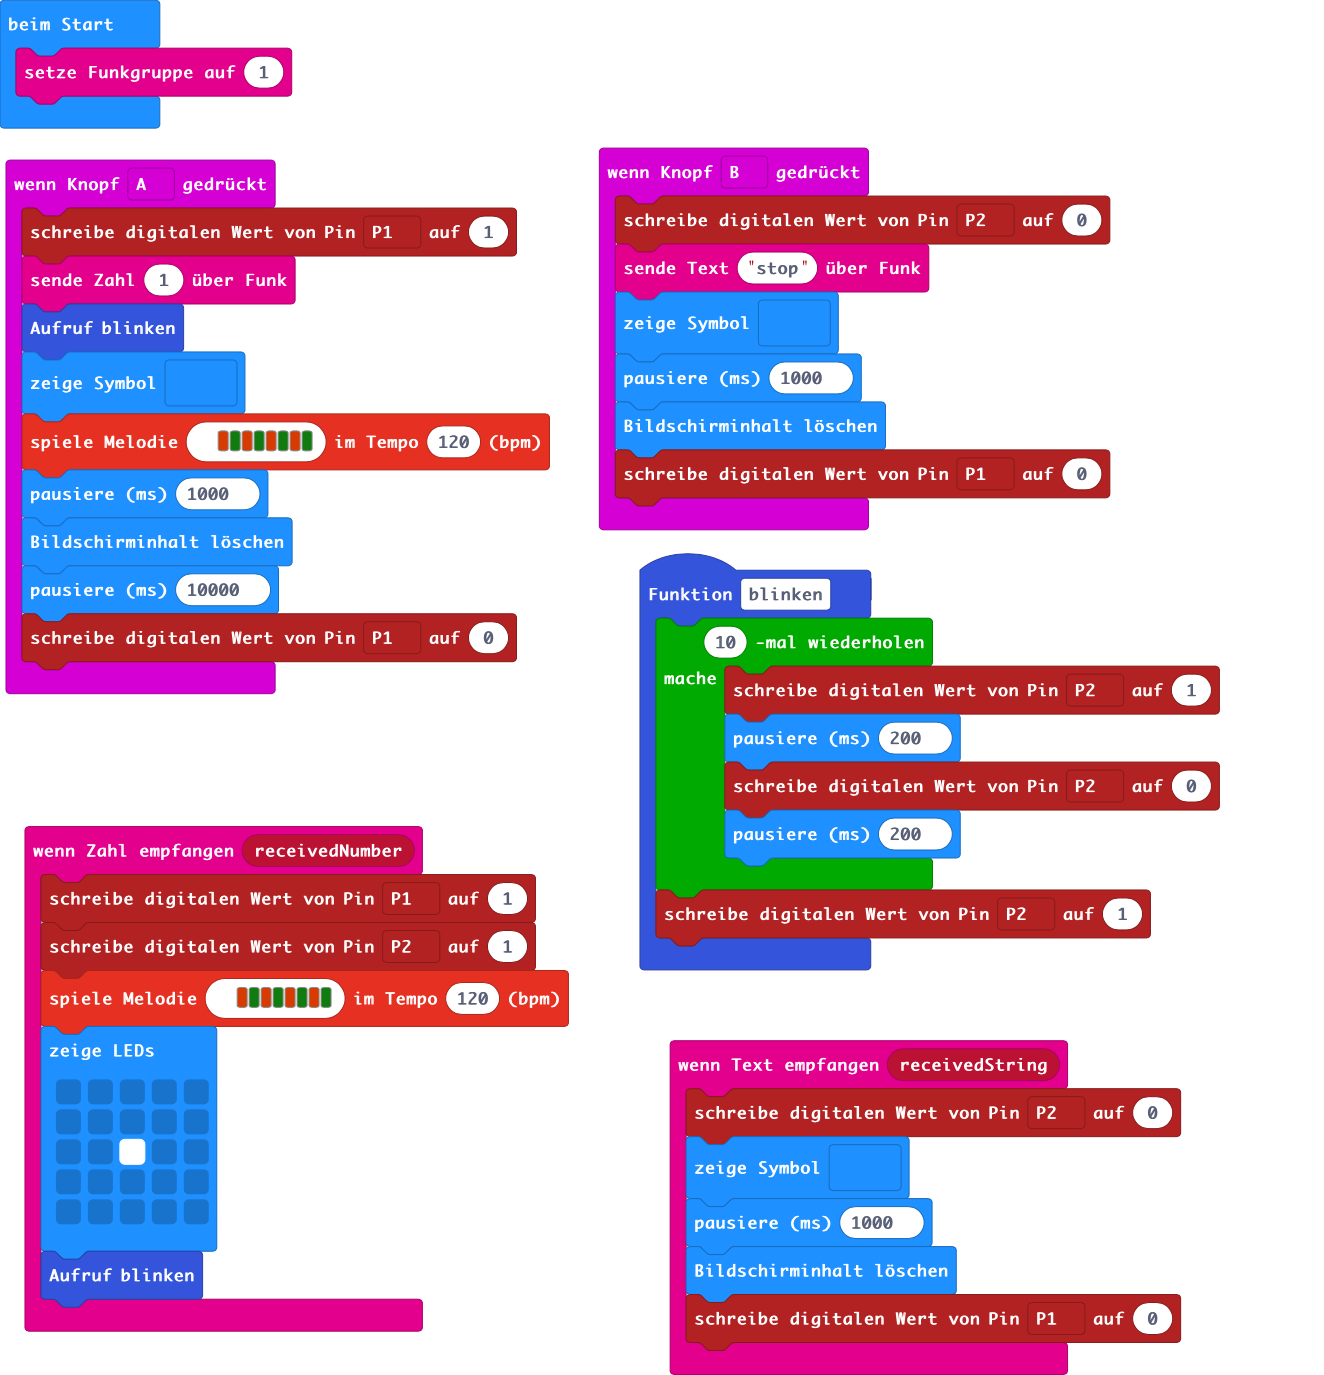 beim Start
setze Funkgruppe auf 1
wenn Knopf A gedrückt
schreibe digitalen Wert von Pin P1 auf 1
sende Zahl 1 über Funk
Aufruf blinken
zeige Symbol
spiele Melodie im Tempo 120 (bpm)
pausiere (ms) 1000
Bildschirminhalt löschen
pausiere (ms) 10000
schreibe digitalen Wert von Pin P1 auf 0
wenn Knopf B gedrückt
schreibe digitalen Wert von Pin P2 auf 0
sende Text "stop" über Funk
zeige Symbol
pausiere (ms) 1000
Bildschirminhalt löschen
schreibe digitalen Wert von Pin P1 auf 0
Funktion blinken
10 -mal wiederholen
mache
schreibe digitalen Wert von Pin P2 auf 1
pausiere (ms) 200
schreibe digitalen Wert von Pin P2 auf 0
pausiere (ms) 200
schreibe digitalen Wert von Pin P2 auf 1
wenn Zahl empfangen receivedNumber
schreibe digitalen Wert von Pin P1 auf 1
schreibe digitalen Wert von Pin P2 auf 1
spiele Melodie im Tempo 120 (bpm)
zeige LEDs
Aufruf blinken
wenn Text empfangen receivedString
schreibe digitalen Wert von Pin P2 auf 0
zeige Symbol
pausiere (ms) 1000
Bildschirminhalt löschen
schreibe digitalen Wert von Pin P1 auf 0